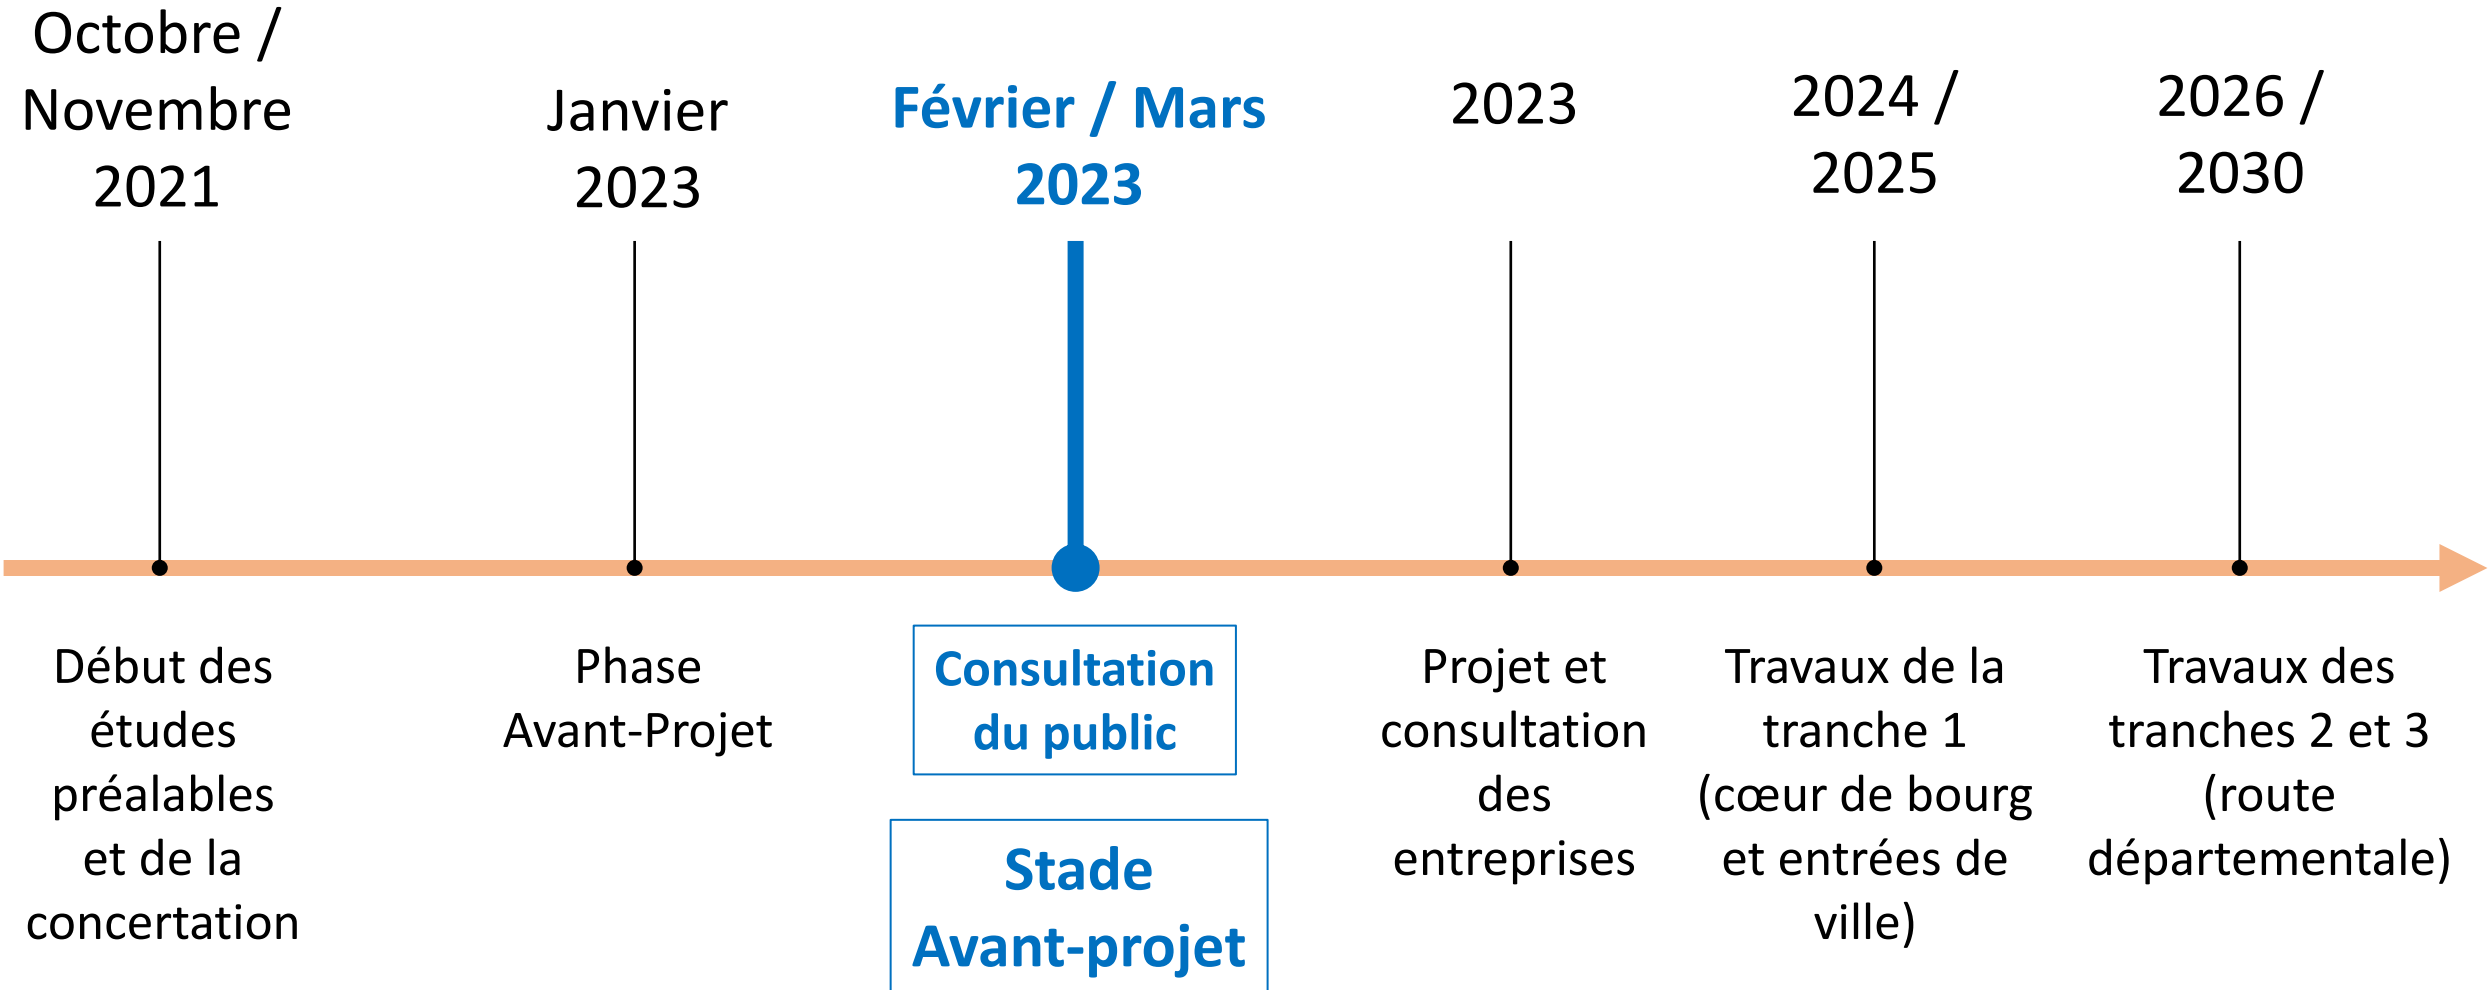 Octobre /
Novembre
2021
Janvier
2023
Février / Mars
2023
2023
2024 /
2025
2026 /
2030
Début des
études
préalables
et de la
concertation
Phase
Avant-Projet
Consultation
du public
Stade
Avant-projet
Projet et
consultation
des
entreprises
Travaux de la
tranche 1
(cœur de bourg
et entrées de
ville)
Travaux des
tranches 2 et 3
(route
départementale)